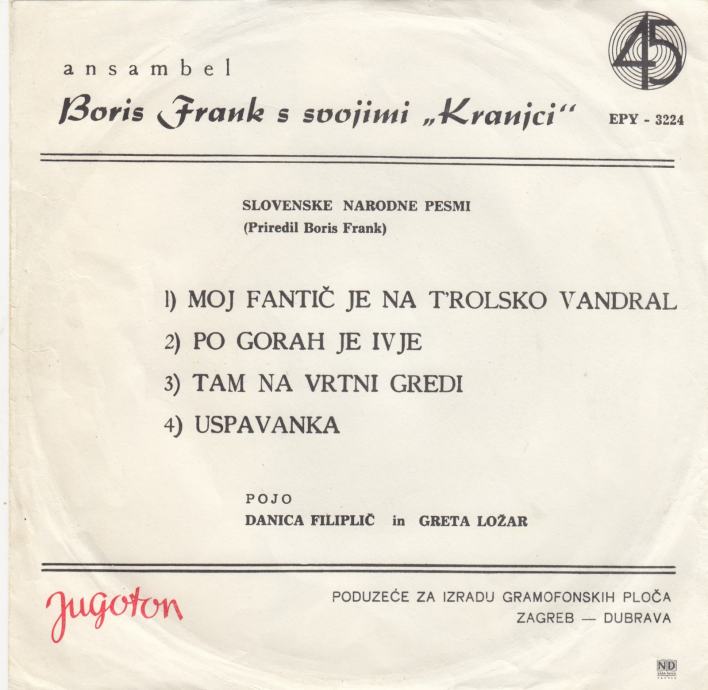 45
ansambel
Boris Frank s svojimi „Kranjci“
EPY - 3224
SLOVENSKE NARODNE PESMI
(Priredil Boris Frank)
1) MOJ FANTIČ JE NA T'ROLSKO VANDRAL
2) PO GORAH JE IVJE
3) TAM NA VRTNI GREDI
4) USPAVANKA
POJO
DANICA FILIPLIČ in GRETA LOŽAR
Jugoton
PODUZEĆE ZA IZRADU GRAMOFONSKIH PLOČA
ZAGREB — DUBRAVA
ND